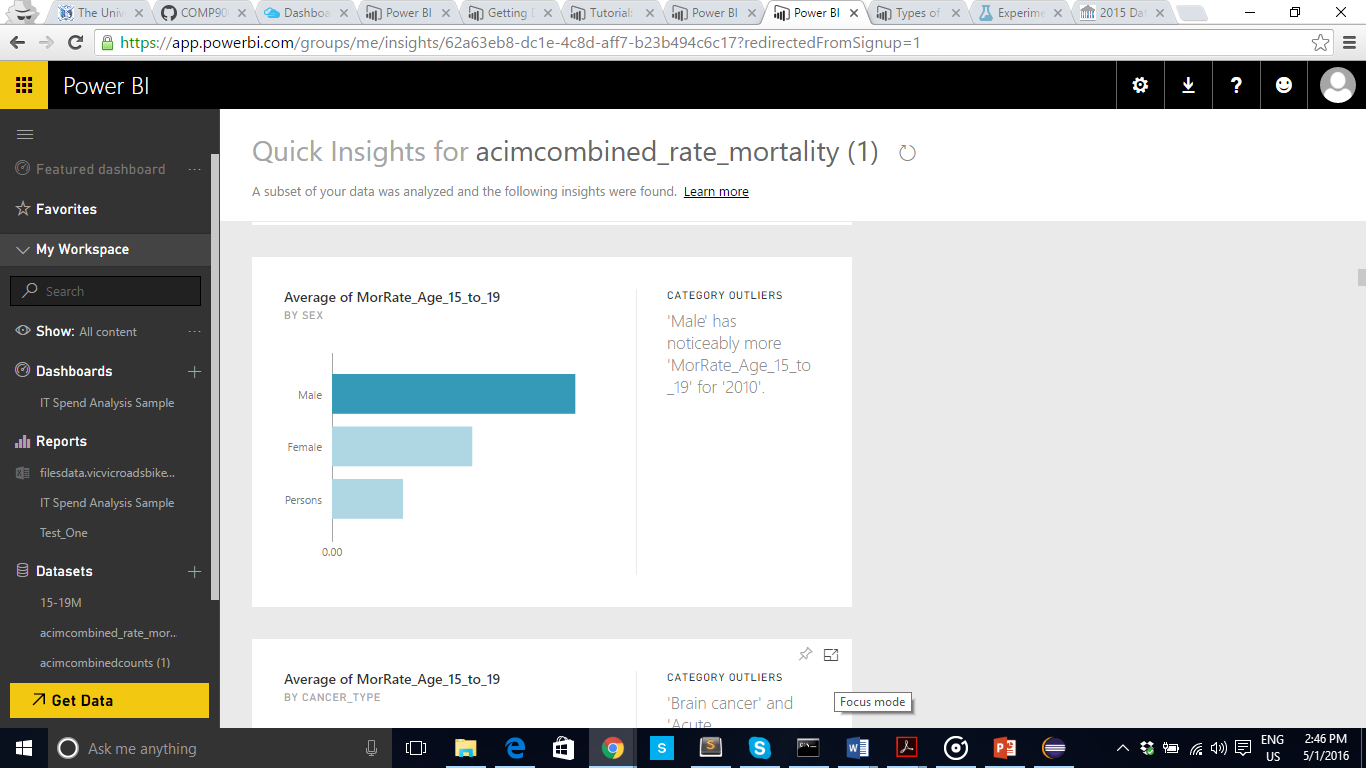 The Unive
COMP90
Dashboa
Power BI
Getting D
Tutorials
Power BI
Power BI
Types of
Experime
2015 Dat
https://app.powerbi.com/groups/me/insights/62a63eb8-dc1e-4c8d-aff7-b23b494c6c17?redirectedFromSignup=1
Power BI
Featured dashboard
Favorites
My Workspace
Search
Show: All content
Dashboards
IT Spend Analysis Sample
Reports
filesdata.vicvicroadsbike...
IT Spend Analysis Sample
Test_One
Datasets
15-19M
acimcombined_rate_mor...
acimcombinedcounts (1)
Get Data
Quick Insights for acimcombined_rate_mortality (1)
A subset of your data was analyzed and the following insights were found. Learn more
Average of MorRate_Age_15_to_19
BY SEX
Male
Female
Persons
0.00
CATEGORY OUTLIERS
'Male' has
noticeably more
'MorRate_Age_15_to
_19' for '2010'.
Average of MorRate_Age_15_to_19
BY CANCER_TYPE
CATEGORY OUTLIERS
'Brain cancer' and
'Acute
Focus mode
Ask me anything
ENG
US
2:46 PM
5/1/2016